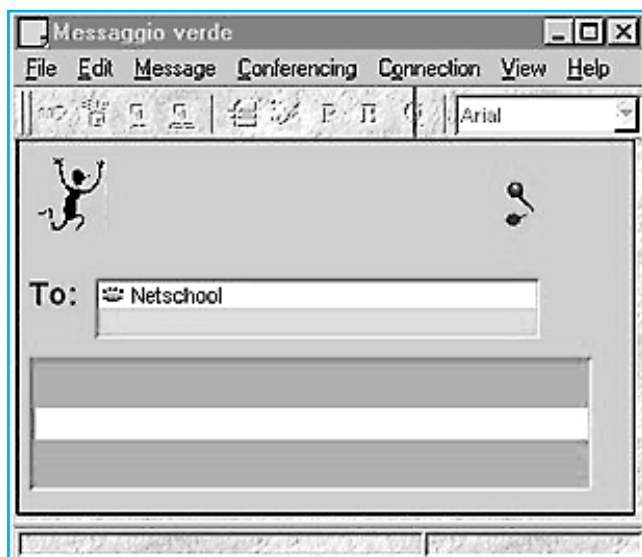 Messaggio verde
File Edit Message Conferencing Connection View Help
Arial
To: Netschool